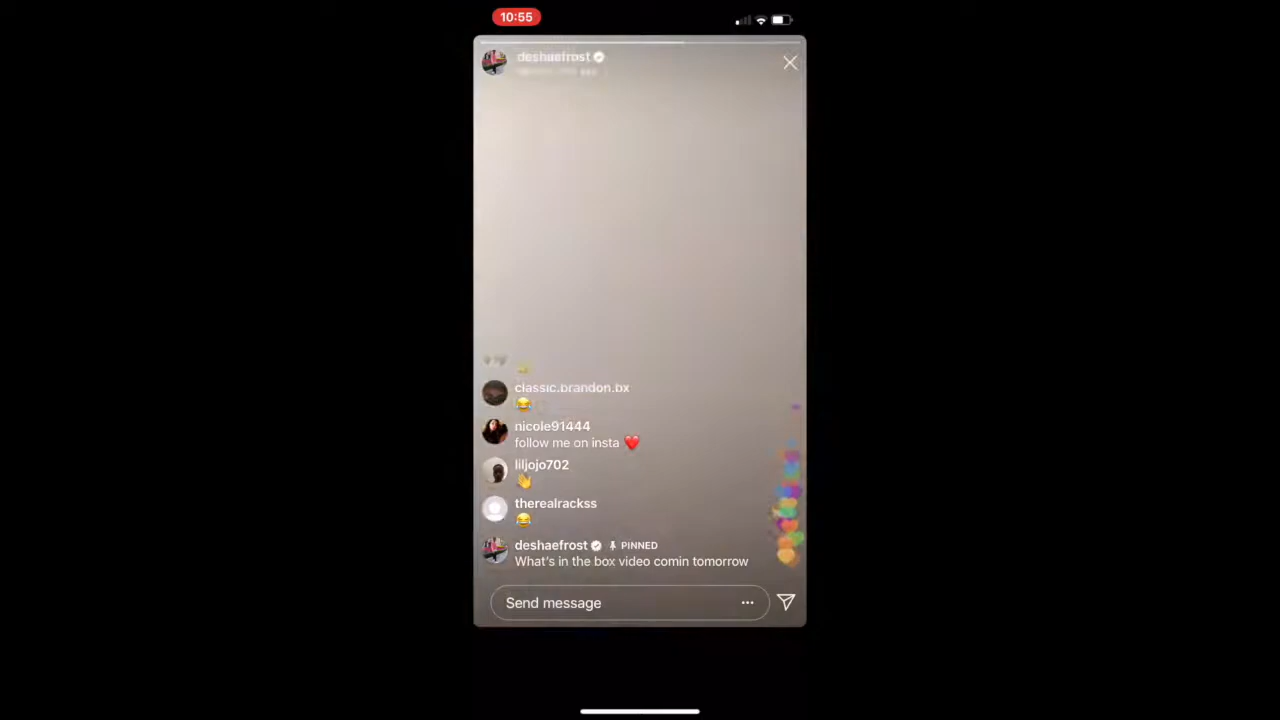 10:55
deshaefrost
classic.brandon.bx
😂
nicole91444
follow me on insta ❤️
liljojo702
👋
therealrackss
😂
deshaefrost PINNED
What's in the box video comin tomorrow
Send message